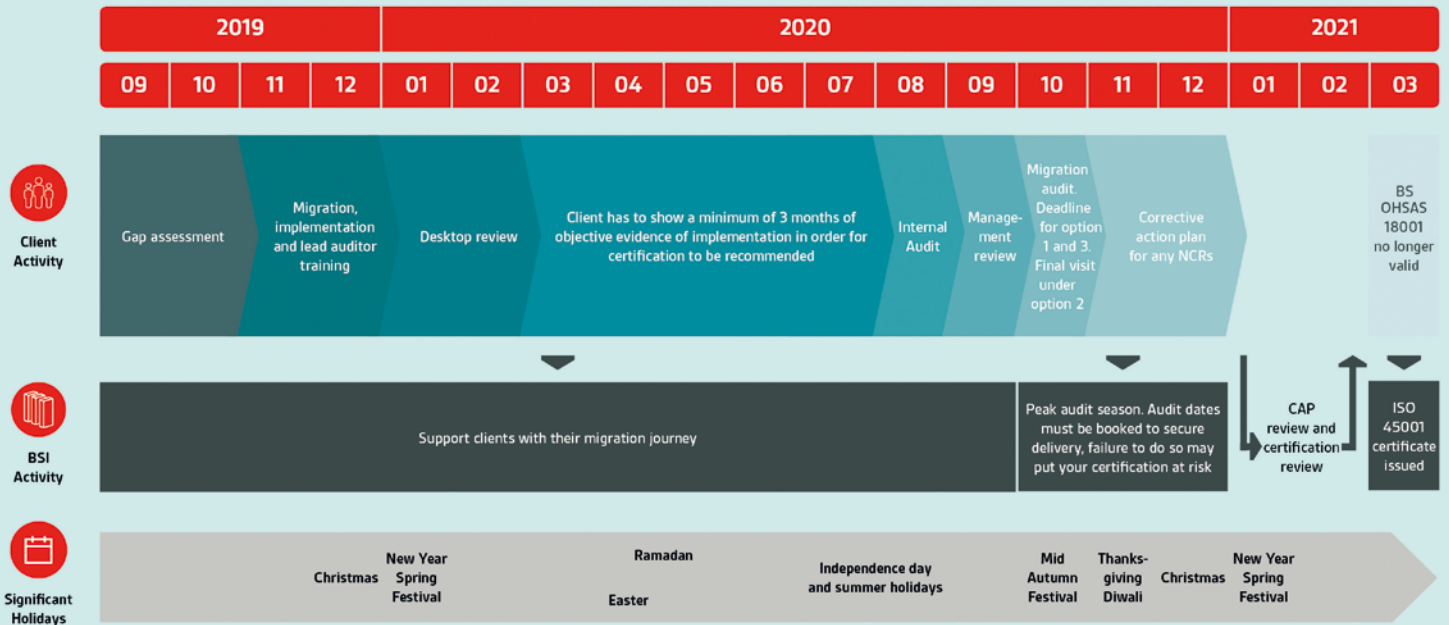 2019
2020
2021
09
10
11
12
01
02
03
04
05
06
07
08
09
10
11
12
01
02
03
Client
Activity
Gap assessment
Migration,
implementation
and lead auditor
training
Desktop review
Client has to show a minimum of 3 months of
objective evidence of implementation in order for
certification to be recommended
Internal
Audit
Manage-
ment
review
Migration
audit.
Deadline
for option
1 and 3.
Final visit
under
option 2
Corrective
action plan
for any NCRs
BS
OHSAS
18001
no longer
valid
BSI
Activity
Support clients with their migration journey
Peak audit season. Audit dates
must be booked to secure
delivery, failure to do so may
put your certification at risk
CAP
review and
certification
review
ISO
45001
certificate
issued
Significant
Holidays
Christmas
New Year
Spring
Festival
Ramadan
Easter
Independence day
and summer holidays
Mid
Autumn
Festival
Thanks-
giving
Diwali
Christmas
New Year
Spring
Festival